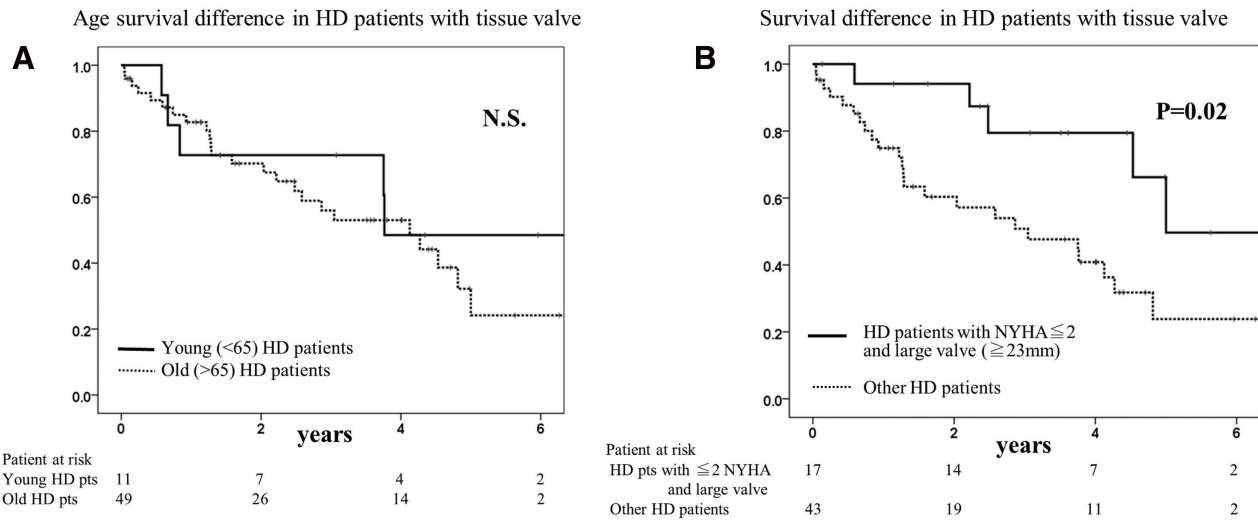 Age survival difference in HD patients with tissue valve
A
N.S.
1.0
0.8
0.6
0.4
0.2
0.0
Young (<65) HD patients
Old (>65) HD patients
0 2 4 6
years
Patient at risk
Young HD pts 11 7 4 2
Old HD pts 49 26 14 2
Survival difference in HD patients with tissue valve
B
P=0.02
1.0
0.8
0.6
0.4
0.2
0.0
HD patients with NYHA≦2
and large valve (≧23mm)
Other HD patients
0 2 4 6
years
Patient at risk
HD pts with ≦2 NYHA 17 14 7 2
and large valve
Other HD patients 43 19 11 2